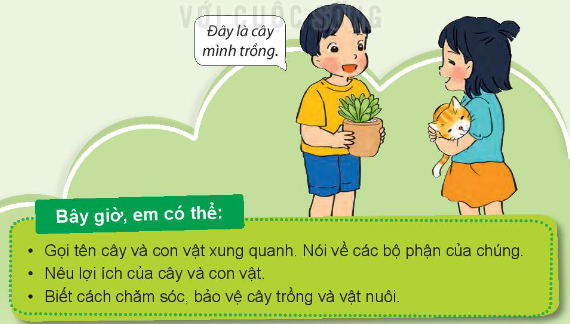 VỚI CUỘC SỐNG
Đây là cây
mình trồng.
Bây giờ, em có thể:
• Gọi tên cây và con vật xung quanh. Nói về các bộ phận của chúng.
• Nêu lợi ích của cây và con vật.
• Biết cách chăm sóc, bảo vệ cây trồng và vật nuôi.